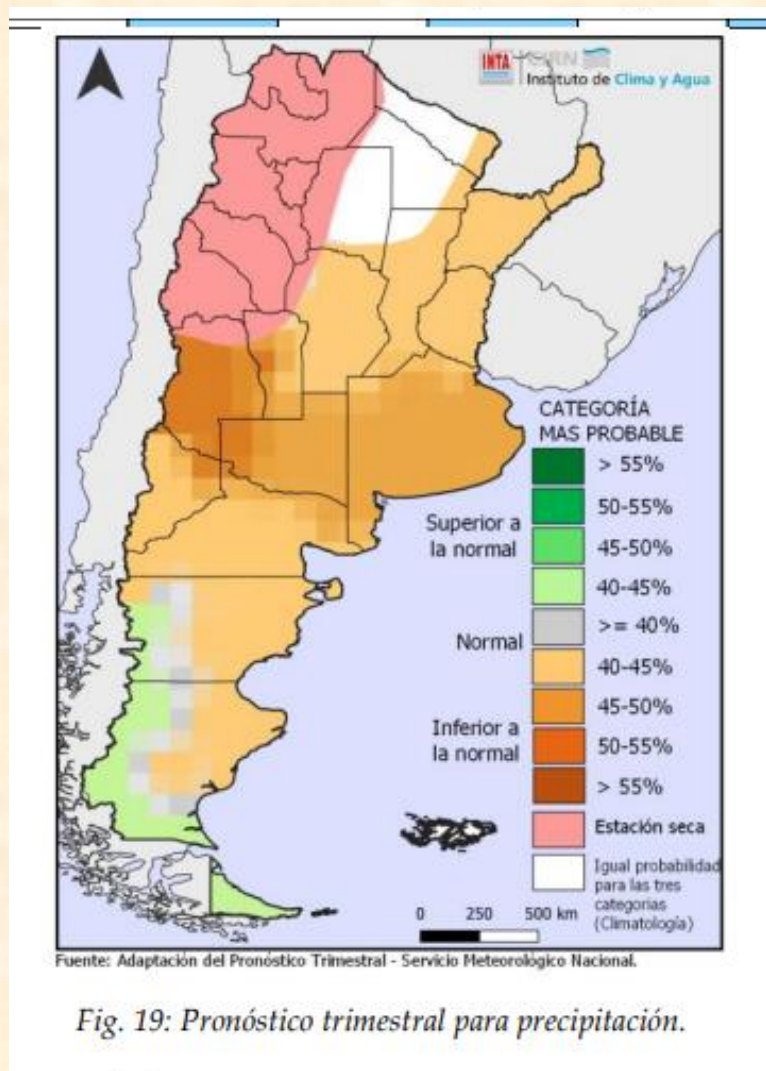 INTA
CIRN
Instituto de Clima y Agua
CATEGORÍA
MAS PROBABLE
> 55%
50-55%
Superior a
la normal
45-50%
40-45%
Normal
>= 40%
40-45%
45-50%
Inferior a
la normal
50-55%
> 55%
Estación seca
Igual probabilidad
para las tres
categorias
(Climatología)
0 250 500 km
Fuente: Adaptación del Pronóstico Trimestral - Servicio Meteorológico Nacional.
Fig. 19: Pronóstico trimestral para precipitación.